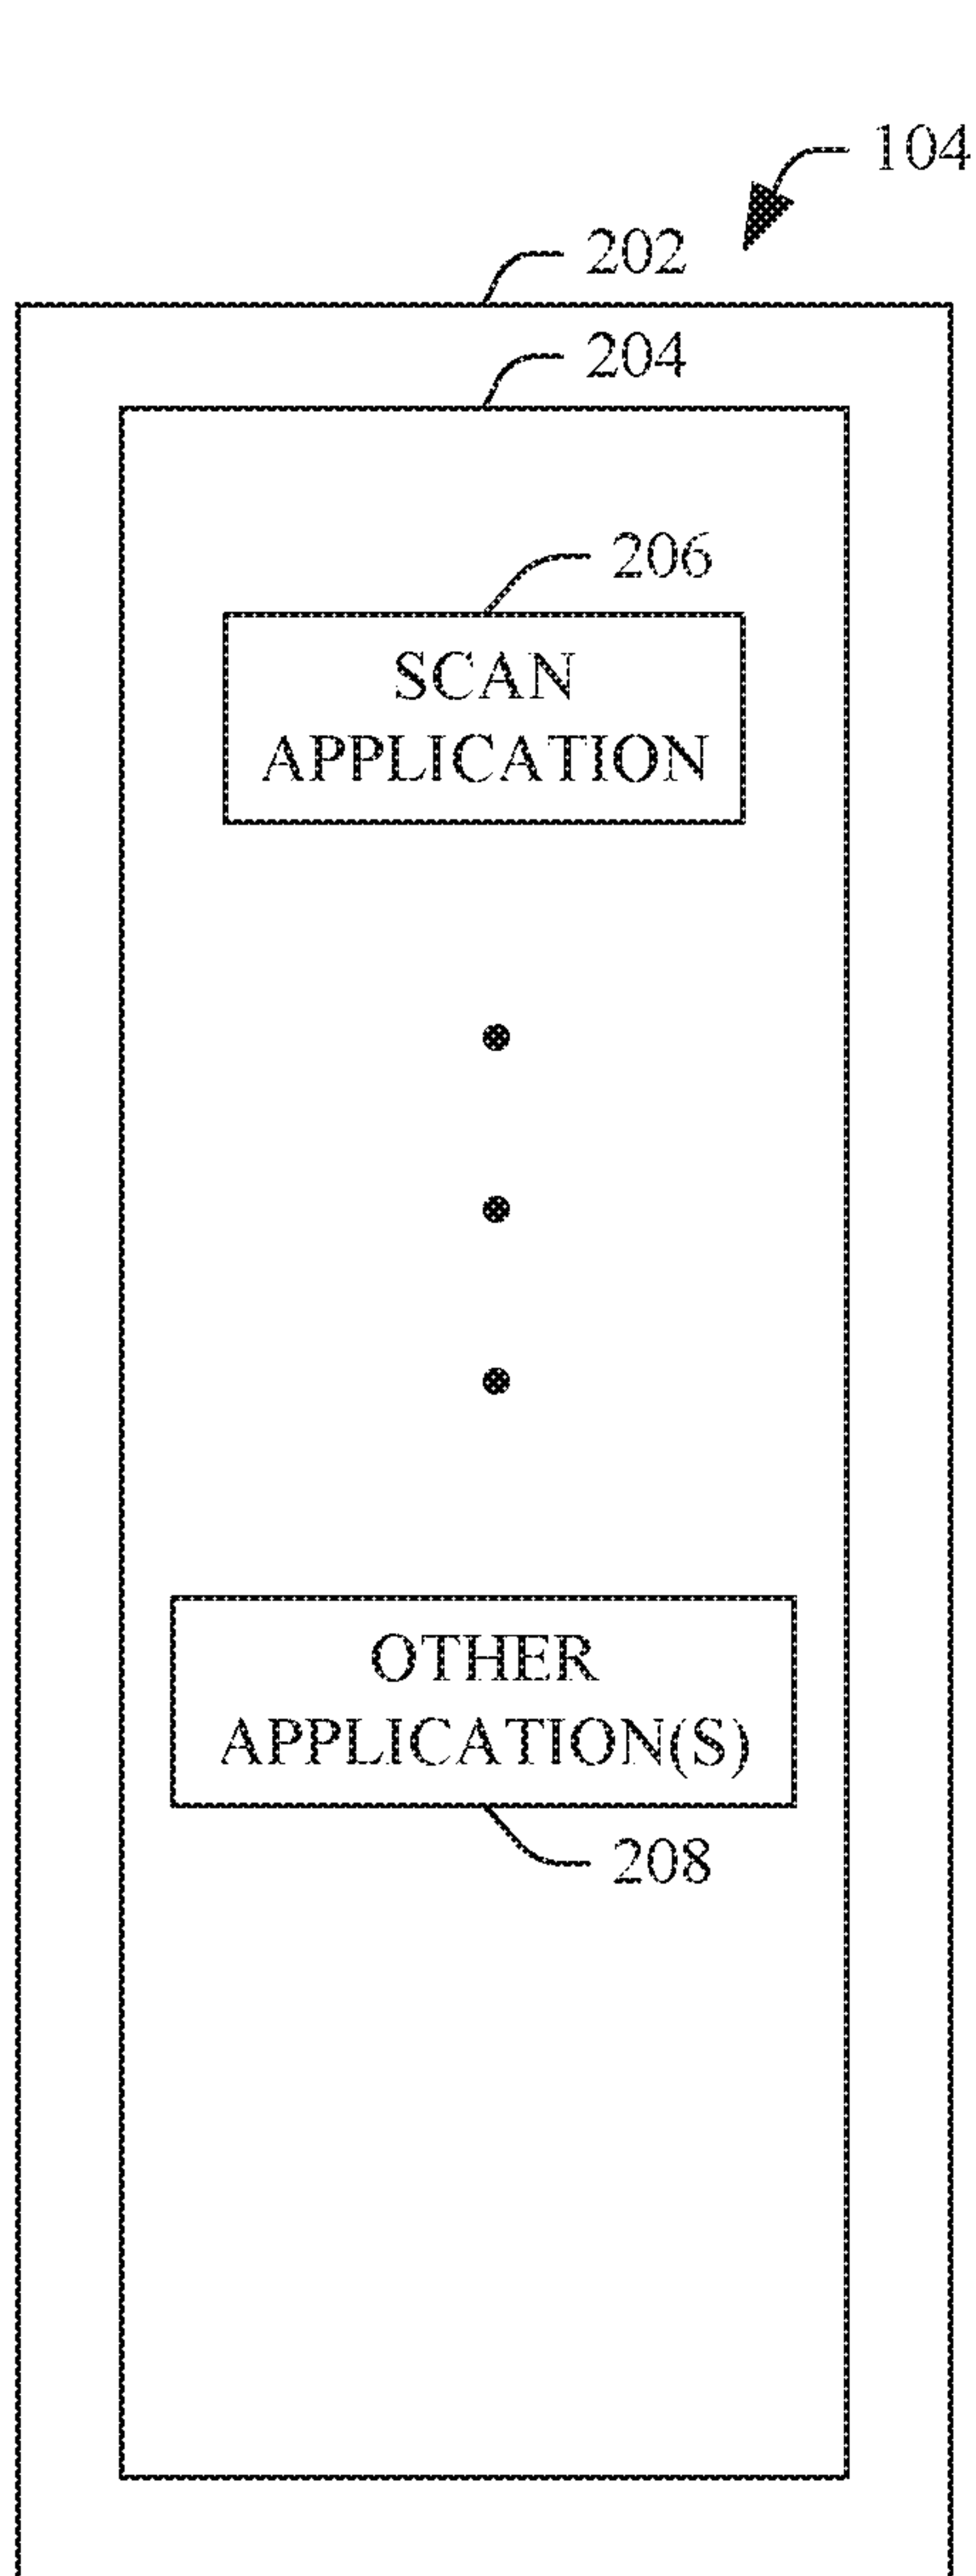 104
202
204
206
SCAN
APPLICATION
OTHER
APPLICATION(S)
208